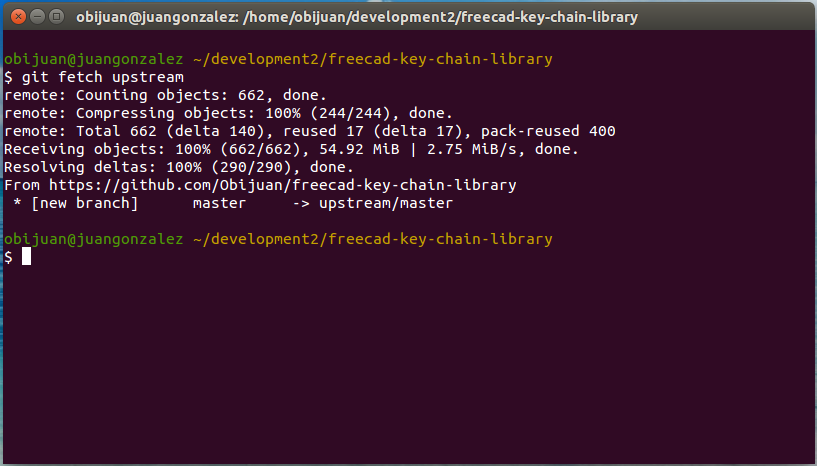 obijuan@juangonzalez: /home/obijuan/development2/freecad-key-chain-library
obijuan@juangonzalez ~/development2/freecad-key-chain-library
$ git fetch upstream
remote: Counting objects: 662, done.
remote: Compressing objects: 100% (244/244), done.
remote: Total 662 (delta 140), reused 17 (delta 17), pack-reused 400
Receiving objects: 100% (662/662), 54.92 MiB | 2.75 MiB/s, done.
Resolving deltas: 100% (290/290), done.
From https://github.com/Obijuan/freecad-key-chain-library
 * [new branch]      master     -> upstream/master
obijuan@juangonzalez ~/development2/freecad-key-chain-library
$